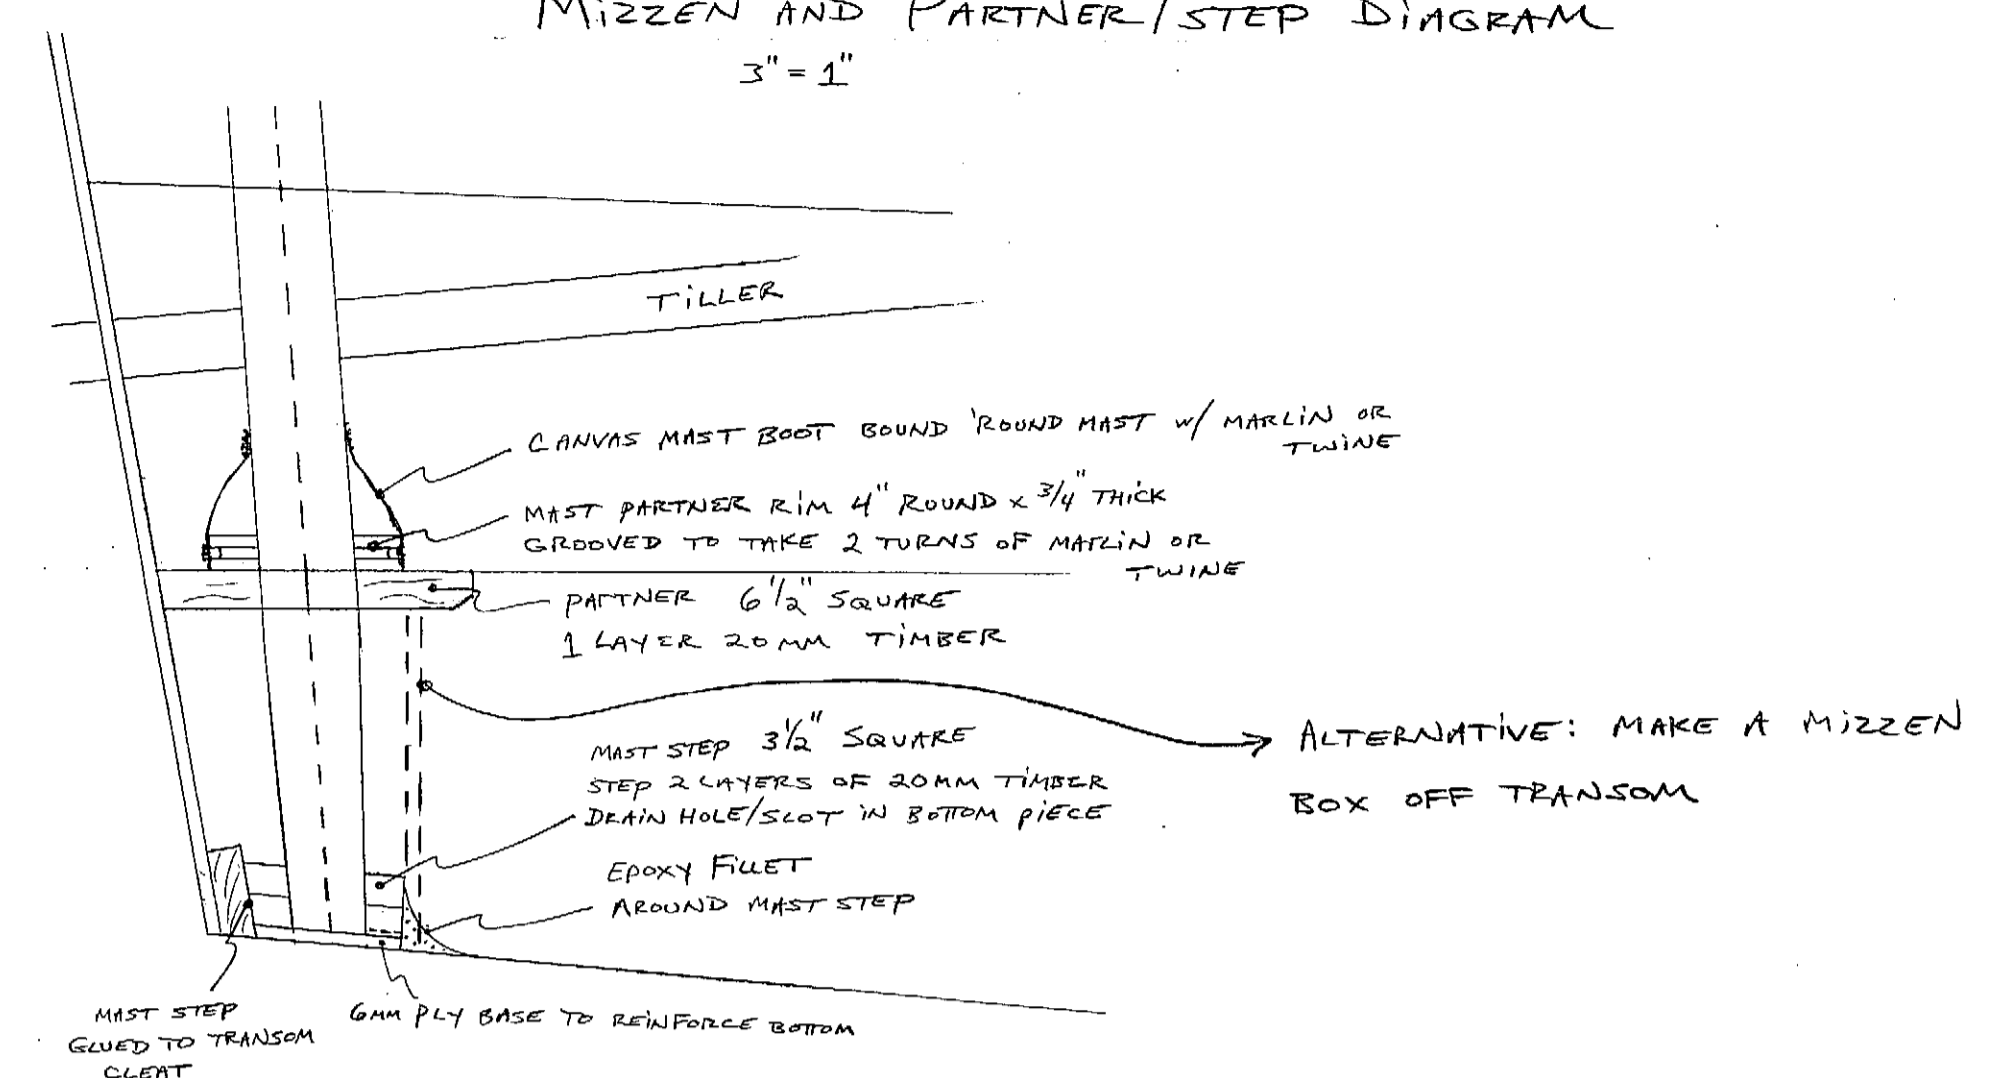 MIZZEN AND PARTNER/STEP DIAGRAM
3" = 1"
TILLER
CANVAS MAST BOOT BOUND 'ROUND MAST w/ MARLIN OR
TWINE
MAST PARTNER RIM 4" ROUND x 3/4" THICK
GROOVED TO TAKE 2 TURNS OF MARLIN OR
TWINE
PARTNER 6 1/2" SQUARE
1 LAYER 20MM TIMBER
ALTERNATIVE: MAKE A MIZZEN
BOX OFF TRANSOM
MAST STEP 3 1/2" SQUARE
STEP 2 LAYERS OF 20MM TIMBER
DRAIN HOLE/SLOT IN BOTTOM PIECE
EPOXY FILLET
AROUND MAST STEP
MAST STEP
GLUED TO TRANSOM
CLEAT
6MM PLY BASE TO REINFORCE BOTTOM